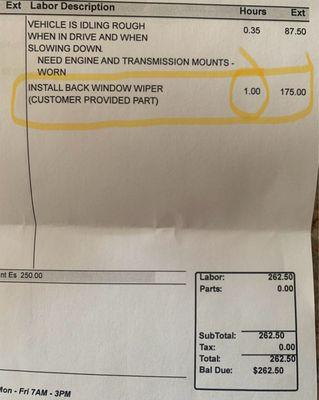 Ext Labor Description Hours Ext
VEHICLE IS IDLING ROUGH 0.35 87.50
WHEN IN DRIVE AND WHEN
SLOWING DOWN.
NEED ENGINE AND TRANSMISSION MOUNTS -
WORN
INSTALL BACK WINDOW WIPER 1.00 175.00
(CUSTOMER PROVIDED PART)
nt Es 250.00
Labor: 262.50
Parts: 0.00
SubTotal: 262.50
Tax: 0.00
Total: 262.50
Bal Due: $262.50
Mon - Fri 7AM - 3PM